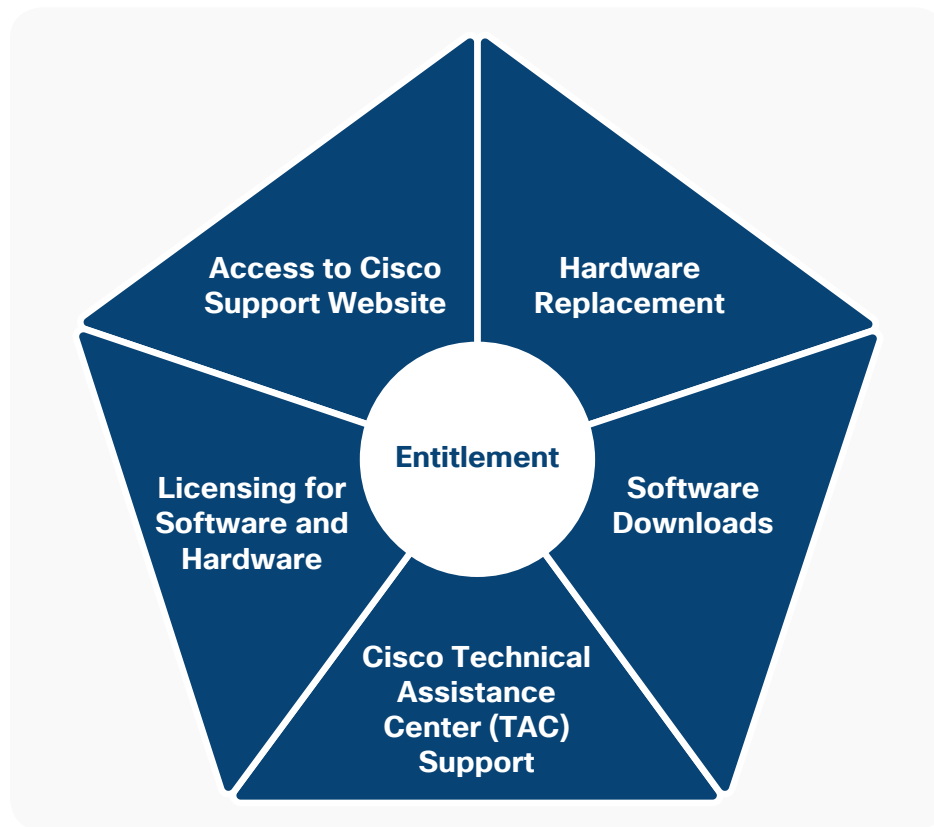 Access to Cisco
Support Website
Hardware
Replacement
Entitlement
Licensing for
Software and
Hardware
Software
Downloads
Cisco Technical
Assistance
Center (TAC)
Support